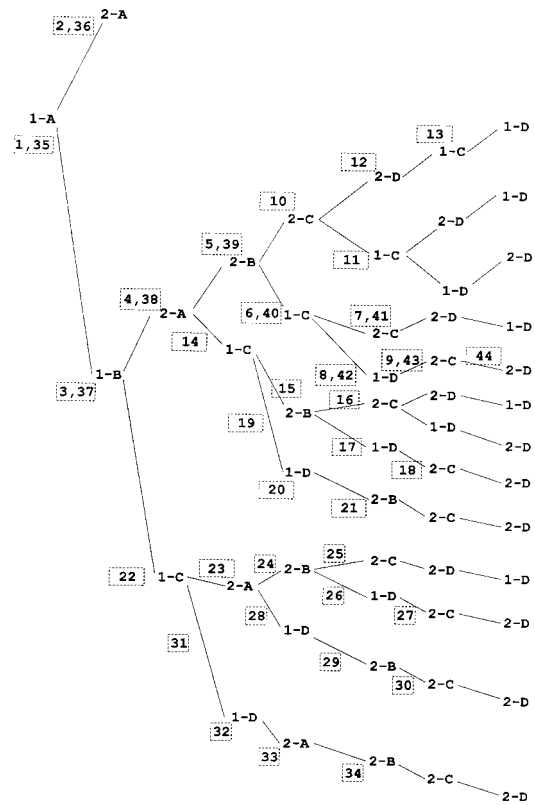 2-A
2,36
1-A
1,35
13
1-D
1-C
12
2-D
10
1-D
2-C
2-D
5,39
11
1-C
2-D
2-B
1-D
4,38
2-A
6,40
1-C
7,41
2-D
1-D
2-C
14
1-C
9,43
2-C
44
2-D
8,42
1-D
1-B
3,37
15
16
2-C
2-D
1-D
2-B
1-D
2-D
19
17
1-D
18
2-C
2-D
1-D
20
21
2-B
2-C
2-D
22
1-C
23
2-A
24
2-B
25
2-C
2-D
1-D
26
1-D
27
2-C
2-D
28
1-D
31
29
2-B
30
2-C
2-D
1-D
32
33
2-A
34
2-B
2-C
2-D